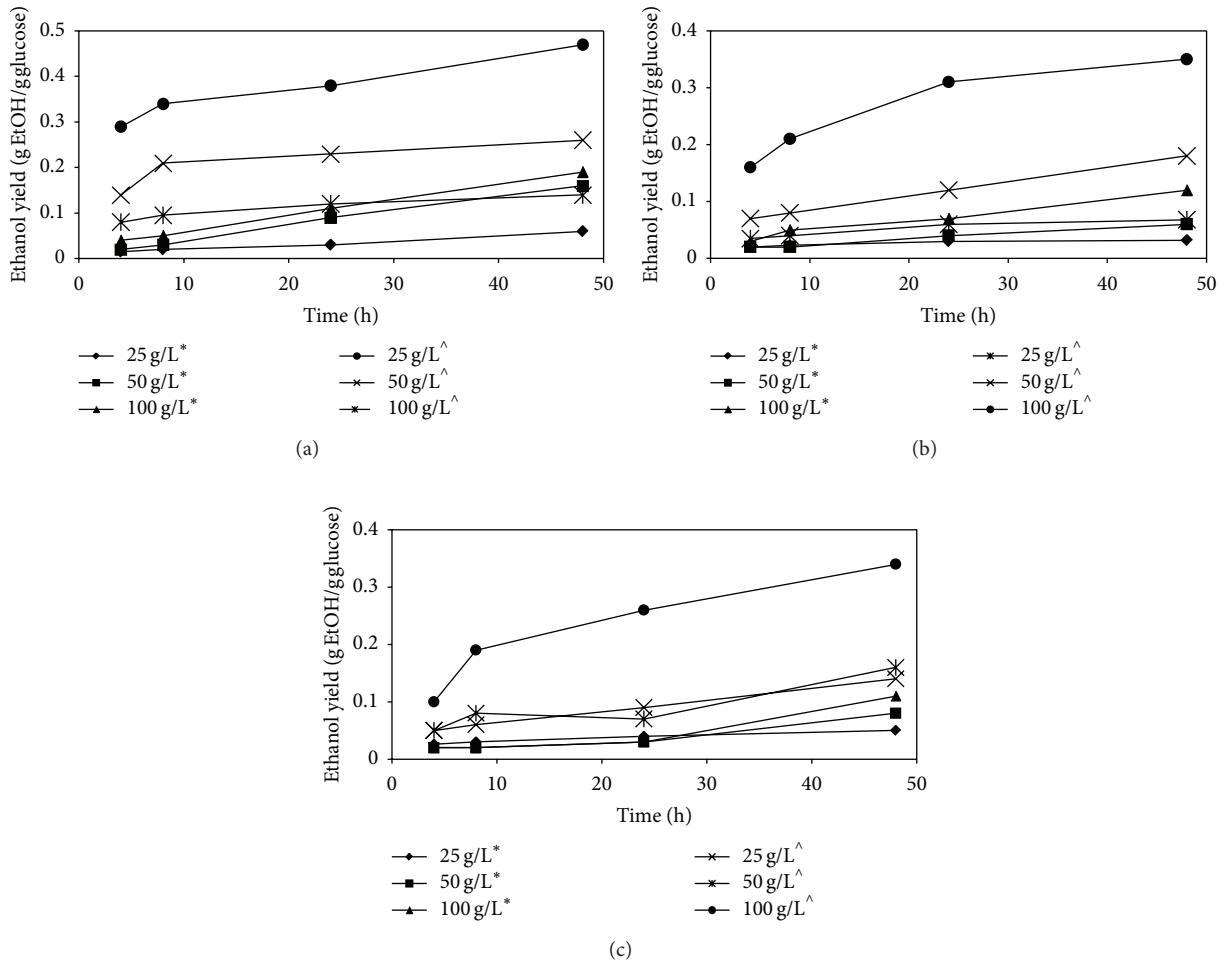 Ethanol yield (g EtOH/gglucose)
0.5
0.4
0.3
0.2
0.1
0
0 10 20 30 40 50
Time (h)
25 g/L* 25 g/L^
50 g/L* 50 g/L^
100 g/L* 100 g/L^
(a)
Ethanol yield (g EtOH/gglucose)
0.4
0.3
0.2
0.1
0
0 10 20 30 40 50
Time (h)
25 g/L* 25 g/L^
50 g/L* 50 g/L^
100 g/L* 100 g/L^
(b)
Ethanol yield (g EtOH/gglucose)
0.4
0.3
0.2
0.1
0
0 10 20 30 40 50
Time (h)
25 g/L* 25 g/L^
50 g/L* 50 g/L^
100 g/L* 100 g/L^
(c)